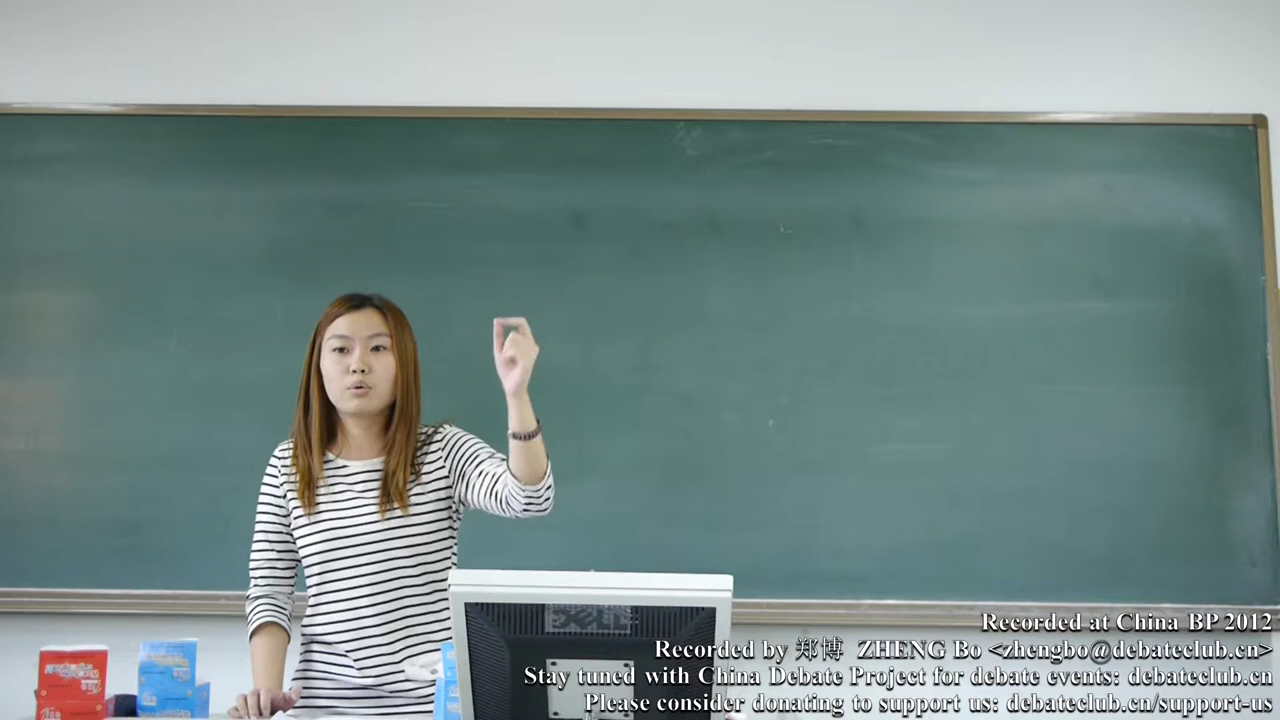 Recorded at China BP 2012
Recorded by 郑博 ZHENG Bo <zhengbo@debateclub.cn>
Stay tuned with China Debate Project for debate events: debateclub.cn
Please consider donating to support us: debateclub.cn/support-us